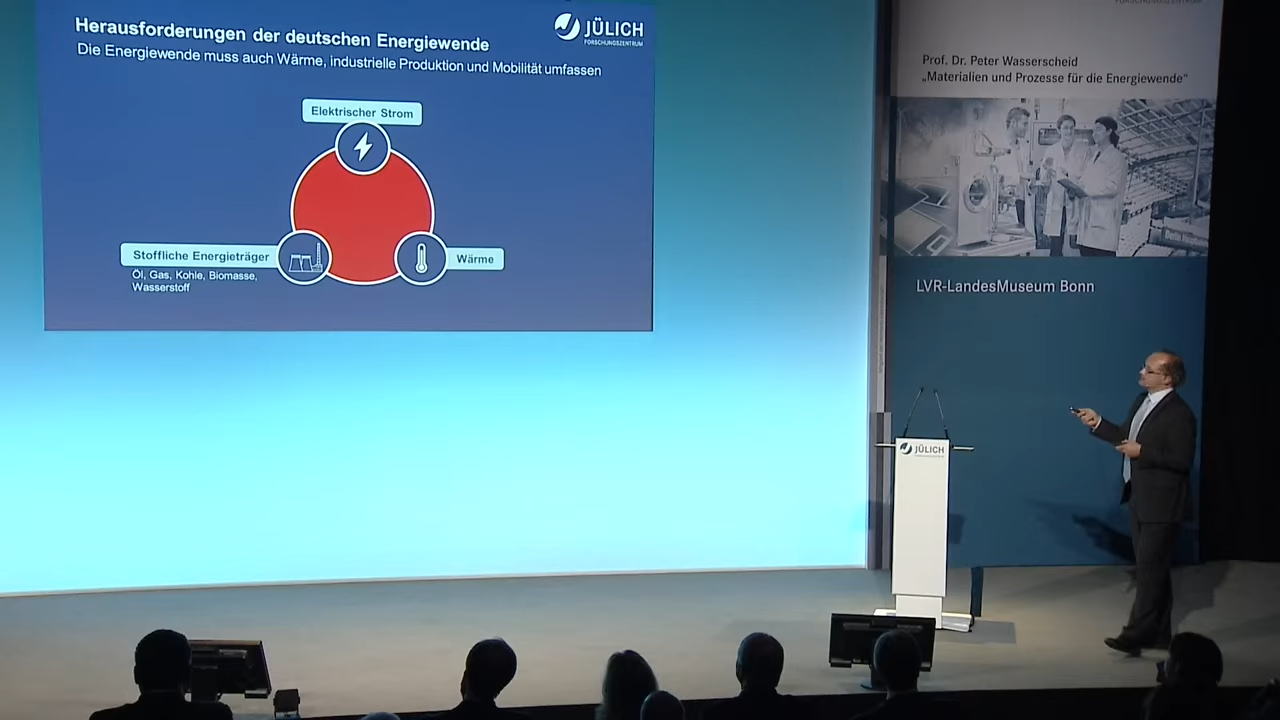 Herausforderungen der deutschen Energiewende
Die Energiewende muss auch Wärme, industrielle Produktion und Mobilität umfassen
JÜLICH
FORSCHUNGSZENTRUM
Elektrischer Strom
Stoffliche Energieträger
Öl, Gas, Kohle, Biomasse,
Wasserstoff
Wärme
FORSCHUNGSZENTRUM
Prof. Dr. Peter Wasserscheid
„Materialien und Prozesse für die Energiewende“
LVR-LandesMuseum Bonn
JÜLICH
FORSCHUNGSZENTRUM